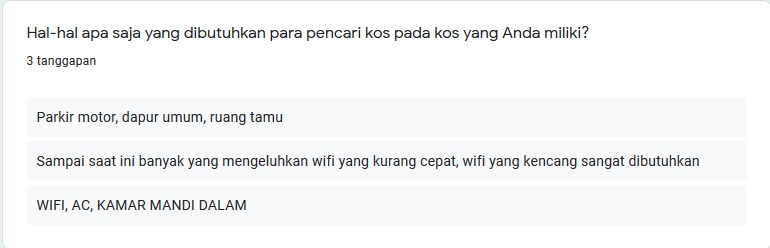 Hal-hal apa saja yang dibutuhkan para pencari kos pada kos yang Anda miliki?
3 tanggapan
Parkir motor, dapur umum, ruang tamu
Sampai saat ini banyak yang mengeluhkan wifi yang kurang cepat, wifi yang kencang sangat dibutuhkan
WIFI, AC, KAMAR MANDI DALAM